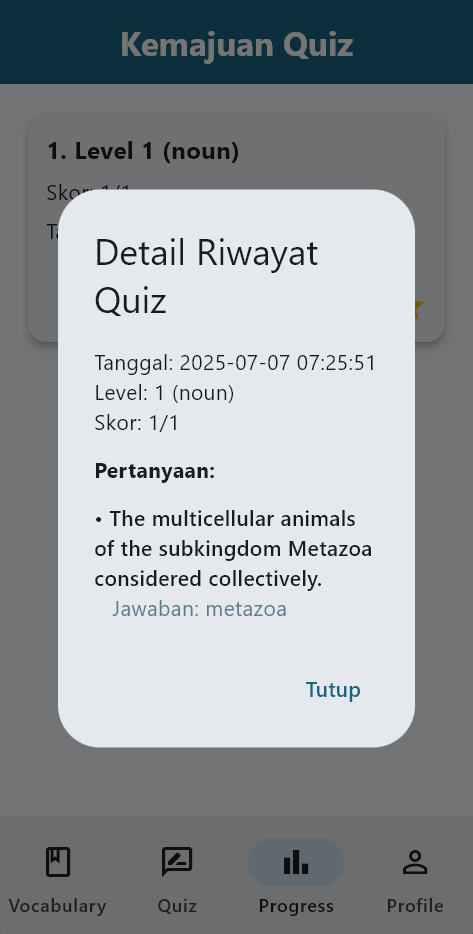 Kemajuan Quiz
1. Level 1 (noun)
Skor: 1/1
Detail Riwayat
Quiz
Tanggal: 2025-07-07 07:25:51
Level: 1 (noun)
Skor: 1/1
Pertanyaan:
• The multicellular animals
of the subkingdom Metazoa
considered collectively.
Jawaban: metazoa
Tutup
Vocabulary
Quiz
Progress
Profile